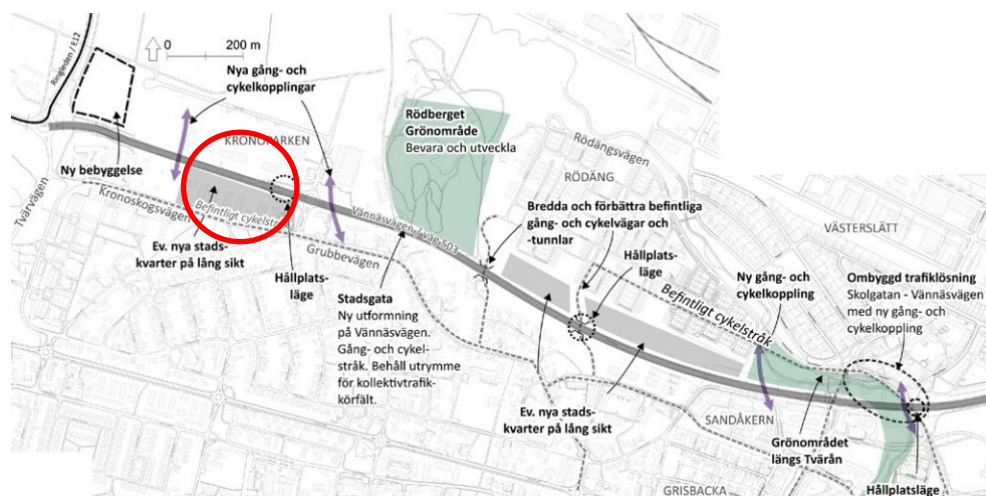 Ringleden / E12
0
200 m
Nya gång- och
cykelkopplingar
KRONOPARKEN
Ny bebyggelse
Tvärvägen
Kronoskogsvägen
Befintligt cykelstråk
Ev. nya stads-
kvarter på lång sikt
Hållplats-
läge
Grubbevägen
Vännäsvägen / väg 503
Rödberget
Grönområde
Bevara och utveckla
Stadsgata
Ny utformning
på Vännäsvägen.
Gång- och cykel-
stråk. Behåll utrymme
för kollektivtrafik-
körfält.
Rödängsvägen
RÖDÄNG
Bredda och förbättra befintliga
gång- och cykelvägar och
-tunnlar
Hållplats-
läge
Befintligt cykelstråk
Ev. nya stads-
kvarter på lång sikt
VÄSTERSLÄTT
Ny gång- och
cykelkoppling
Ombyggd trafiklösning
Skolgatan - Vännäsvägen
med ny gång- och
cykelkoppling
SANDÅKERN
Grönområdet
längs Tvärån
GRISBACKA
Hållplatsläge